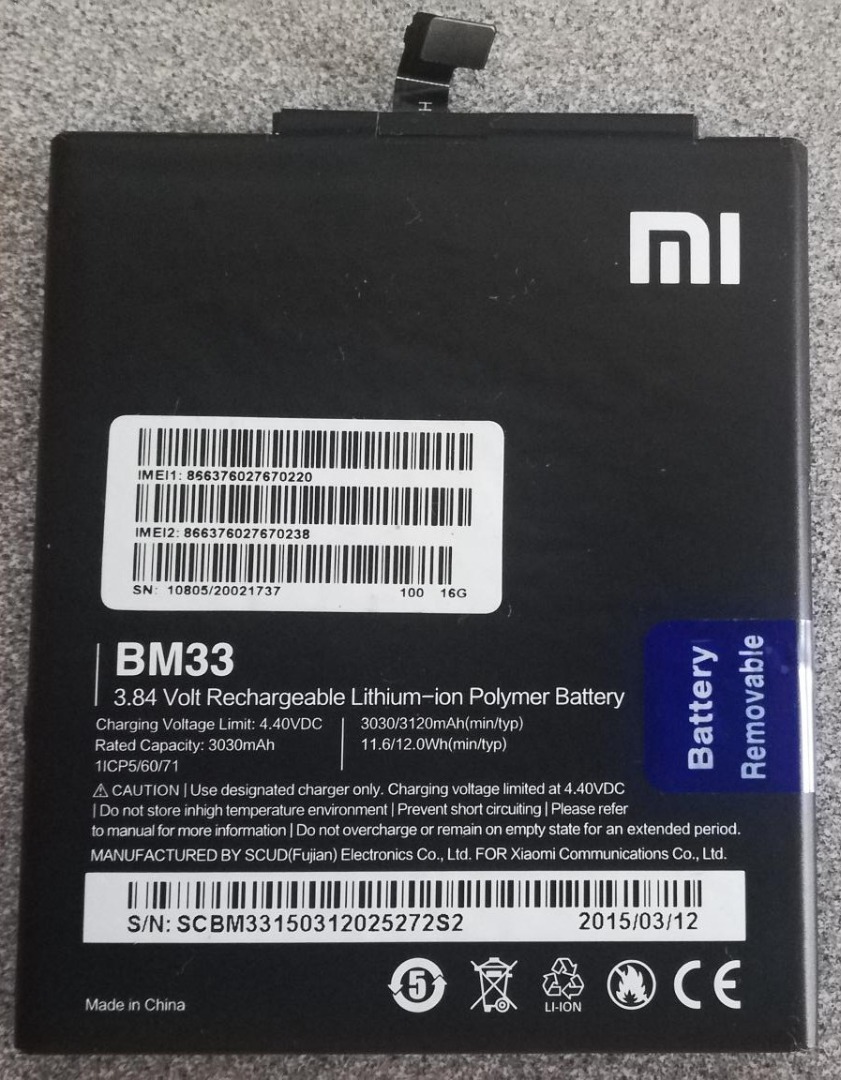 H
MI
IMEI1: 866376027670220
IMEI2: 866376027670238
SN: 10805/20021737 100 16G
BM33
3.84 Volt Rechargeable Lithium-ion Polymer Battery
Charging Voltage Limit: 4.40VDC
Rated Capacity: 3030mAh
1ICP5/60/71
3030/3120mAh(min/typ)
11.6/12.0Wh(min/typ)
Battery
Removable
⚠ CAUTION | Use designated charger only. Charging voltage limited at 4.40VDC
| Do not store inhigh temperature environment | Prevent short circuiting | Please refer
to manual for more information | Do not overcharge or remain on empty state for an extended period.
MANUFACTURED BY SCUD(Fujian) Electronics Co., Ltd. FOR Xiaomi Communications Co., Ltd.
S/N: SCBM33150312025272S2 2015/03/12
Made in China
5
LI-ION
CE